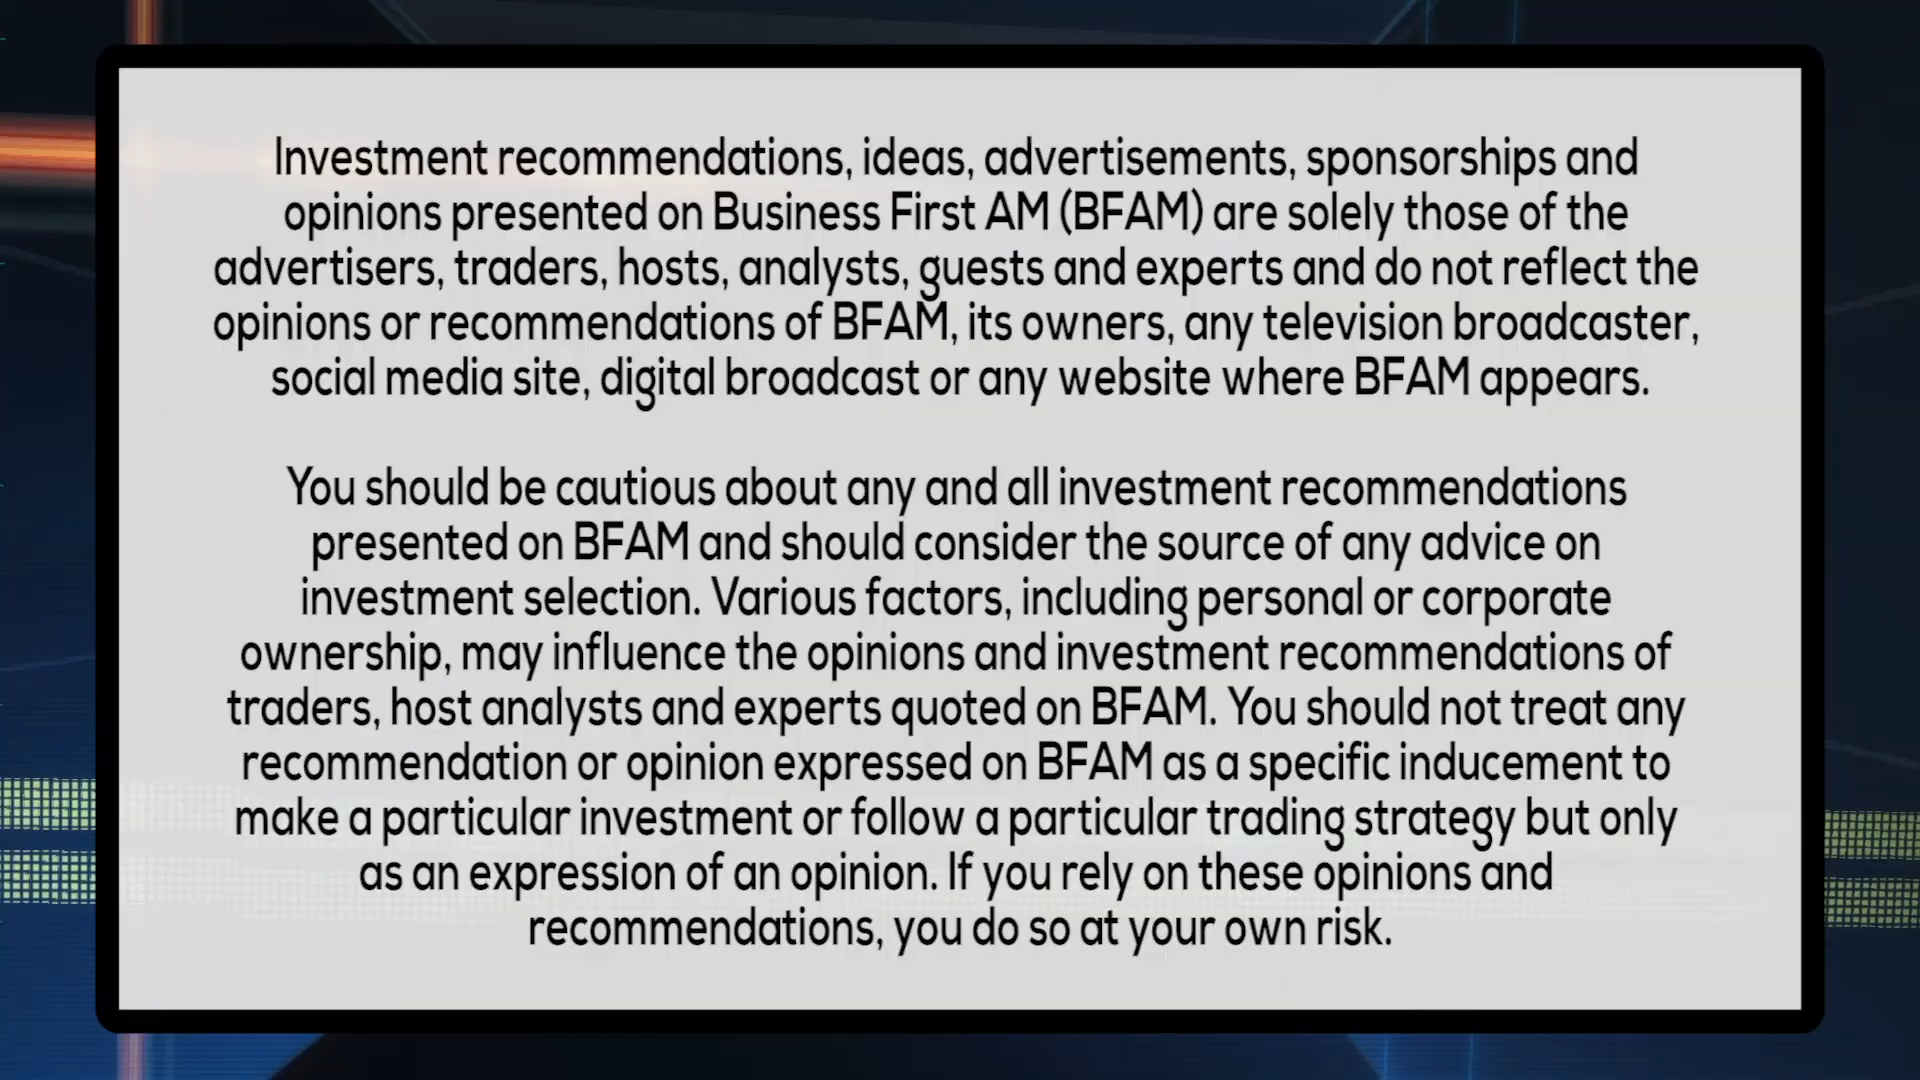 Investment recommendations, ideas, advertisements, sponsorships and
opinions presented on Business First AM (BFAM) are solely those of the
advertisers, traders, hosts, analysts, guests and experts and do not reflect the
opinions or recommendations of BFAM, its owners, any television broadcaster,
social media site, digital broadcast or any website where BFAM appears.
You should be cautious about any and all investment recommendations
presented on BFAM and should consider the source of any advice on
investment selection. Various factors, including personal or corporate
ownership, may influence the opinions and investment recommendations of
traders, host analysts and experts quoted on BFAM. You should not treat any
recommendation or opinion expressed on BFAM as a specific inducement to
make a particular investment or follow a particular trading strategy but only
as an expression of an opinion. If you rely on these opinions and
recommendations, you do so at your own risk.